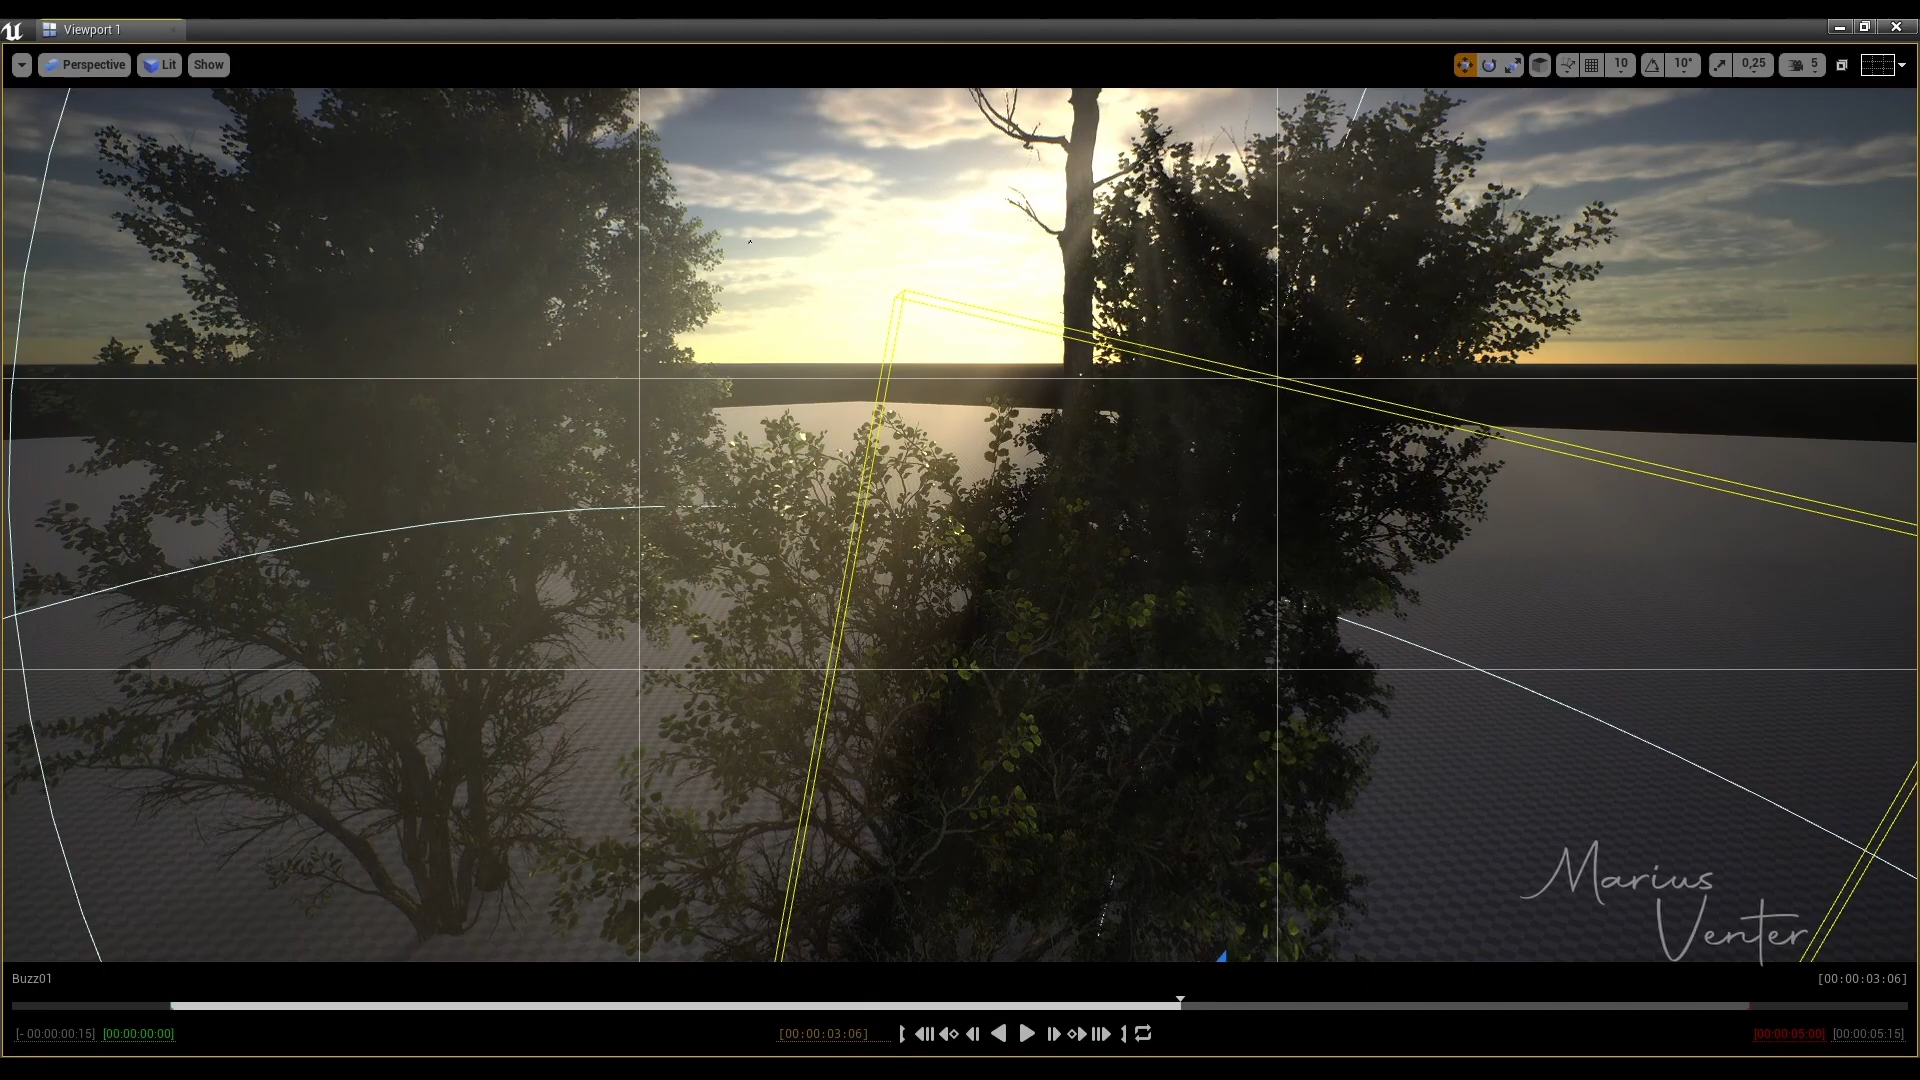 Viewport 1
Perspective Lit Show 10 10° 0,25 5
Marius
Venter
Buzz01 [00:00:03:06]
[- 00:00:00:15] [00:00:00:00] [00:00:03:06] [00:00:05:00] [00:00:05:15]